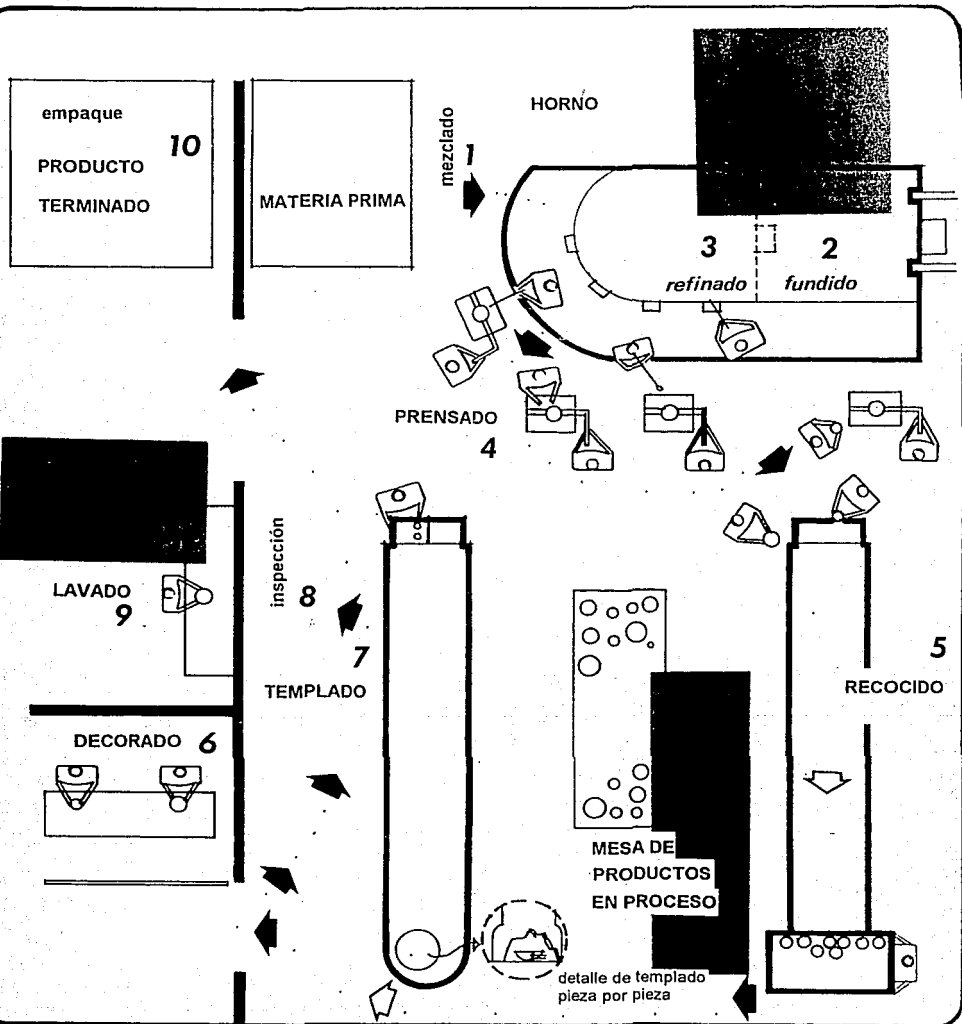 empaque
10
PRODUCTO
TERMINADO
MATERIA PRIMA
mezclado
1
HORNO
3
refinado
2
fundido
PRENSADO
4
inspección
8
LAVADO
9
7
TEMPLADO
5
RECOCIDO
DECORADO 6
MESA DE
PRODUCTOS
EN PROCESO
detalle de templado
pieza por pieza